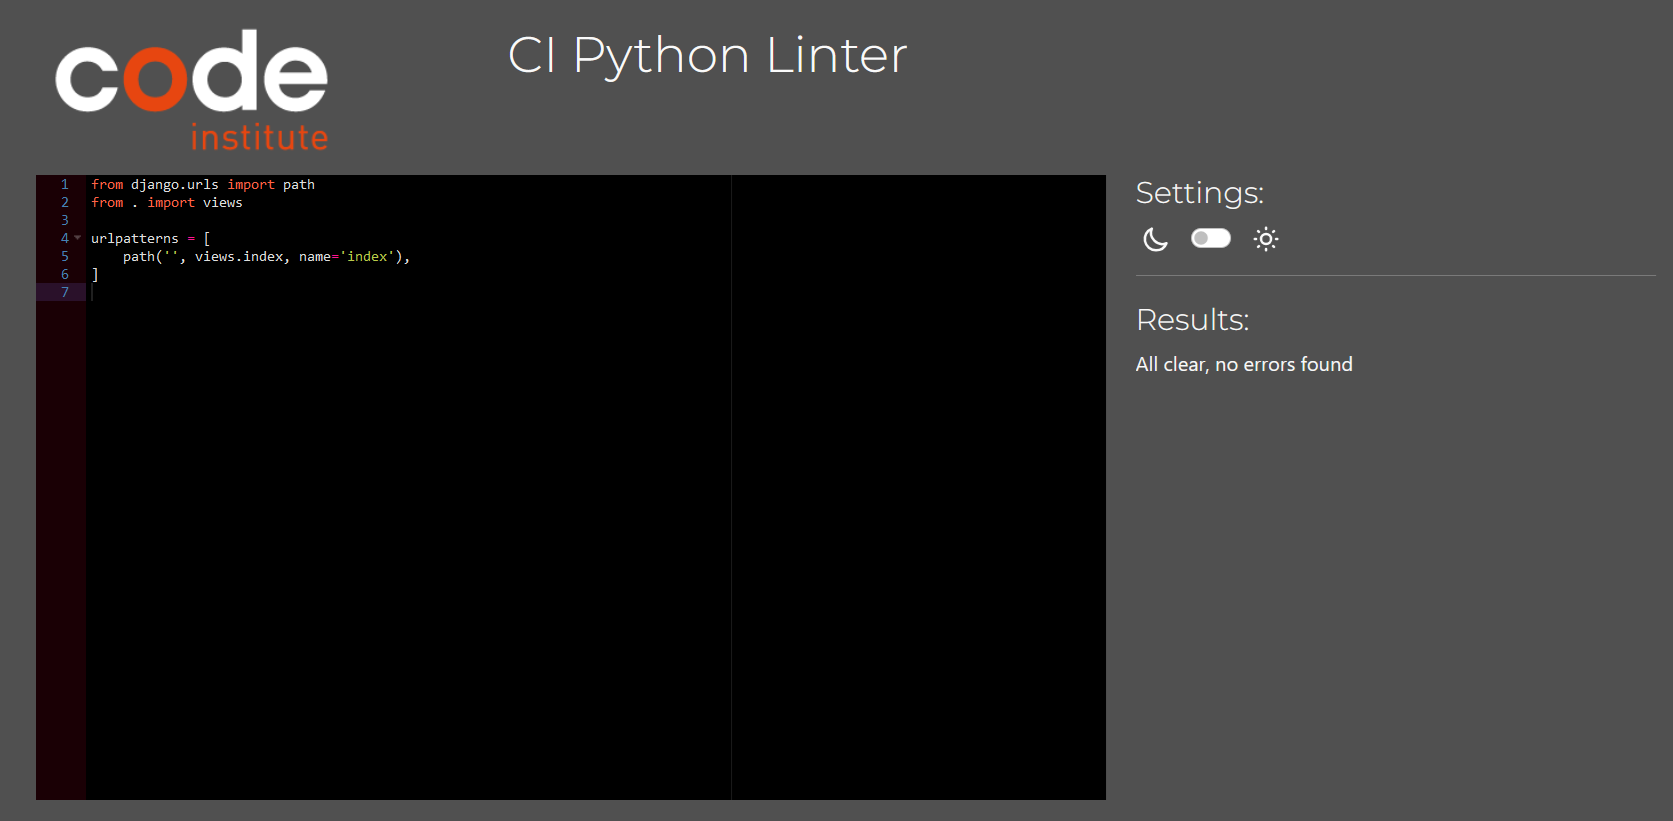 code
institute
CI Python Linter
1 from django.urls import path
2 from . import views
3
4 urlpatterns = [
5     path('', views.index, name='index'),
6 ]
7
Settings:
Results:
All clear, no errors found